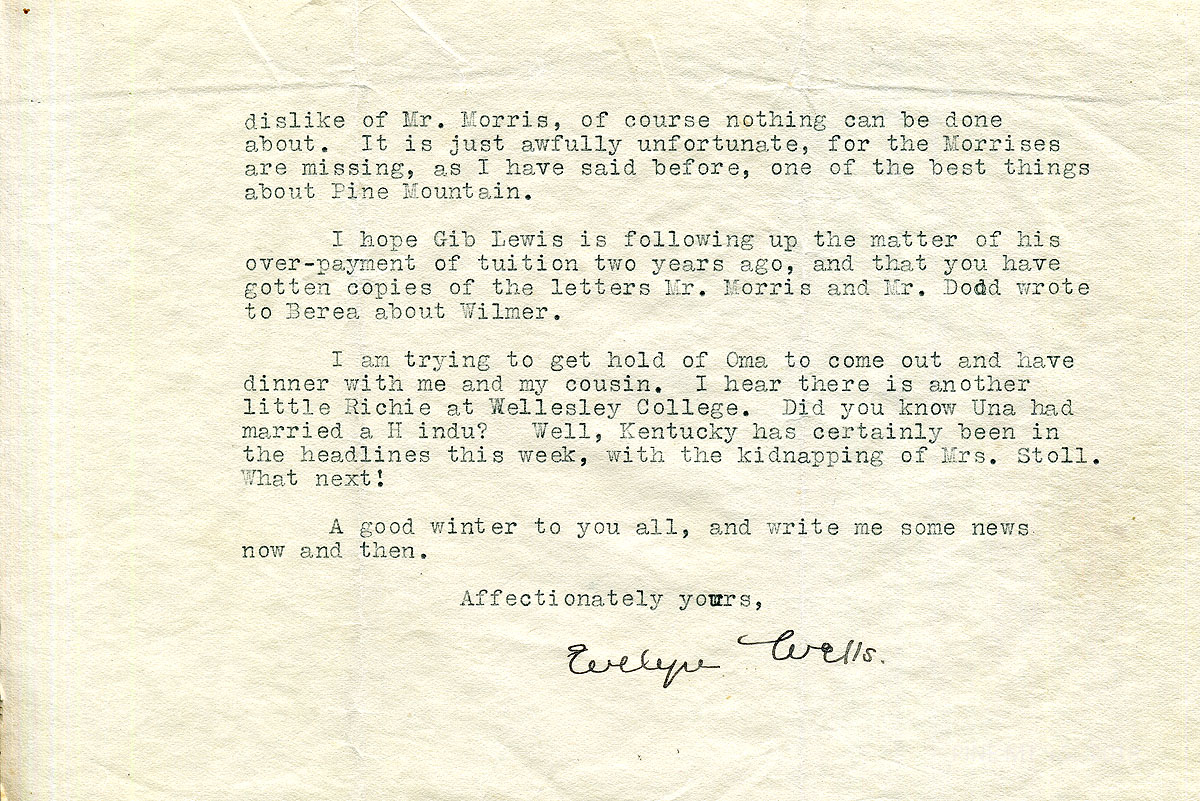 dislike of Mr. Morris, of course nothing can be done
about.  It is just awfully unfortunate, for the Morrises
are missing, as I have said before, one of the best things
about Pine Mountain.
I hope Gib Lewis is following up the matter of his
over-payment of tuition two years ago, and that you have
gotten copies of the letters Mr. Morris and Mr. Dodd wrote
to Berea about Wilmer.
I am trying to get hold of Oma to come out and have
dinner with me and my cousin.  I hear there is another
little Richie at Wellesley College.  Did you know Una had
married a H indu?   Well, Kentucky has certainly been in
the headlines this week, with the kidnapping of Mrs. Stoll.
What next!
A good winter to you all, and write me some news
now and then.
Affectionately yours,
Evelyn Wells.